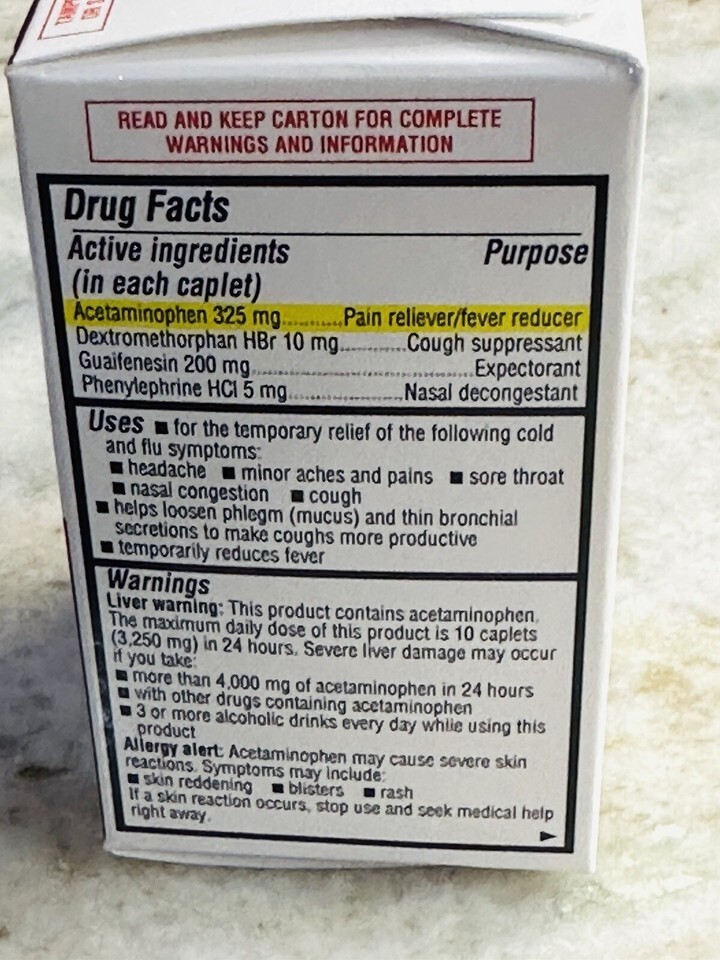 READ AND KEEP CARTON FOR COMPLETE
WARNINGS AND INFORMATION
Drug Facts
Active ingredients Purpose
(in each caplet)
Acetaminophen 325 mg..........Pain reliever/fever reducer
Dextromethorphan HBr 10 mg............Cough suppressant
Guaifenesin 200 mg..........................................Expectorant
Phenylephrine HCl 5 mg.....................Nasal decongestant
Uses ■ for the temporary relief of the following cold
and flu symptoms:
■ headache ■ minor aches and pains ■ sore throat
■ nasal congestion ■ cough
■ helps loosen phlegm (mucus) and thin bronchial
secretions to make coughs more productive
■ temporarily reduces fever
Warnings
Liver warning: This product contains acetaminophen.
The maximum daily dose of this product is 10 caplets
(3,250 mg) in 24 hours. Severe liver damage may occur
if you take:
■ more than 4,000 mg of acetaminophen in 24 hours
■ with other drugs containing acetaminophen
■ 3 or more alcoholic drinks every day while using this
product
Allergy alert: Acetaminophen may cause severe skin
reactions. Symptoms may include:
■ skin reddening ■ blisters ■ rash
If a skin reaction occurs, stop use and seek medical help
right away.